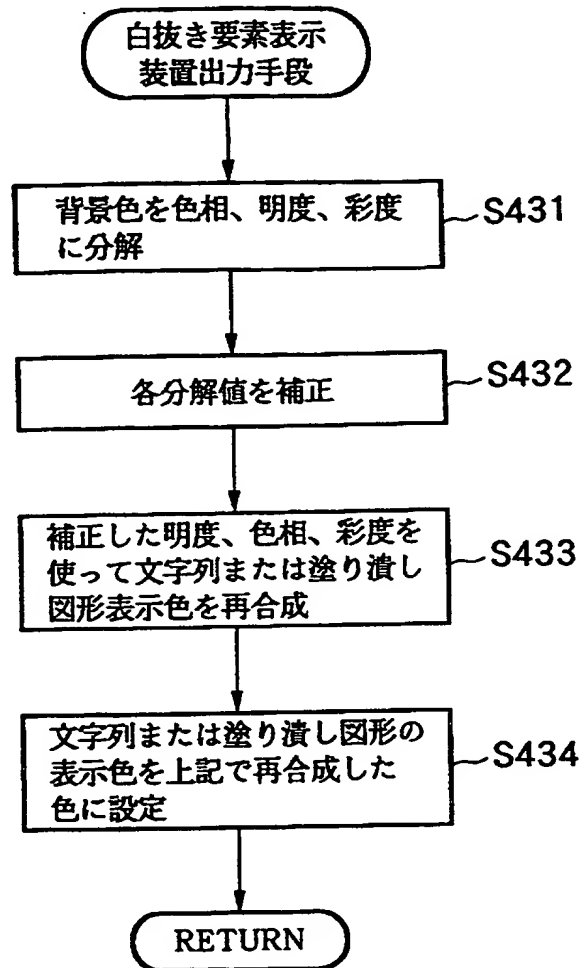 白抜き要素表示
装置出力手段
背景色を色相、明度、彩度
に分解
S431
各分解値を補正
S432
補正した明度、色相、彩度を
使って文字列または塗り潰し
図形表示色を再合成
S433
文字列または塗り潰し図形の
表示色を上記で再合成した
色に設定
S434
RETURN